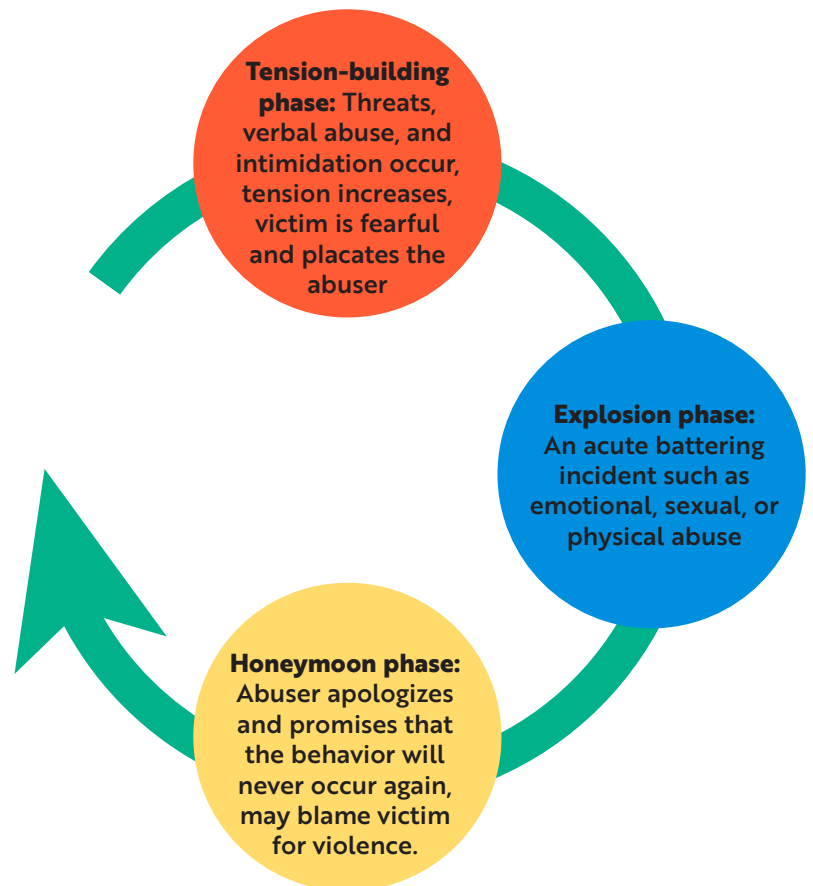 Tension-building
phase: Threats,
verbal abuse, and
intimidation occur,
tension increases,
victim is fearful
and placates the
abuser
Explosion phase:
An acute battering
incident such as
emotional, sexual, or
physical abuse
Honeymoon phase:
Abuser apologizes
and promises that
the behavior will
never occur again,
may blame victim
for violence.